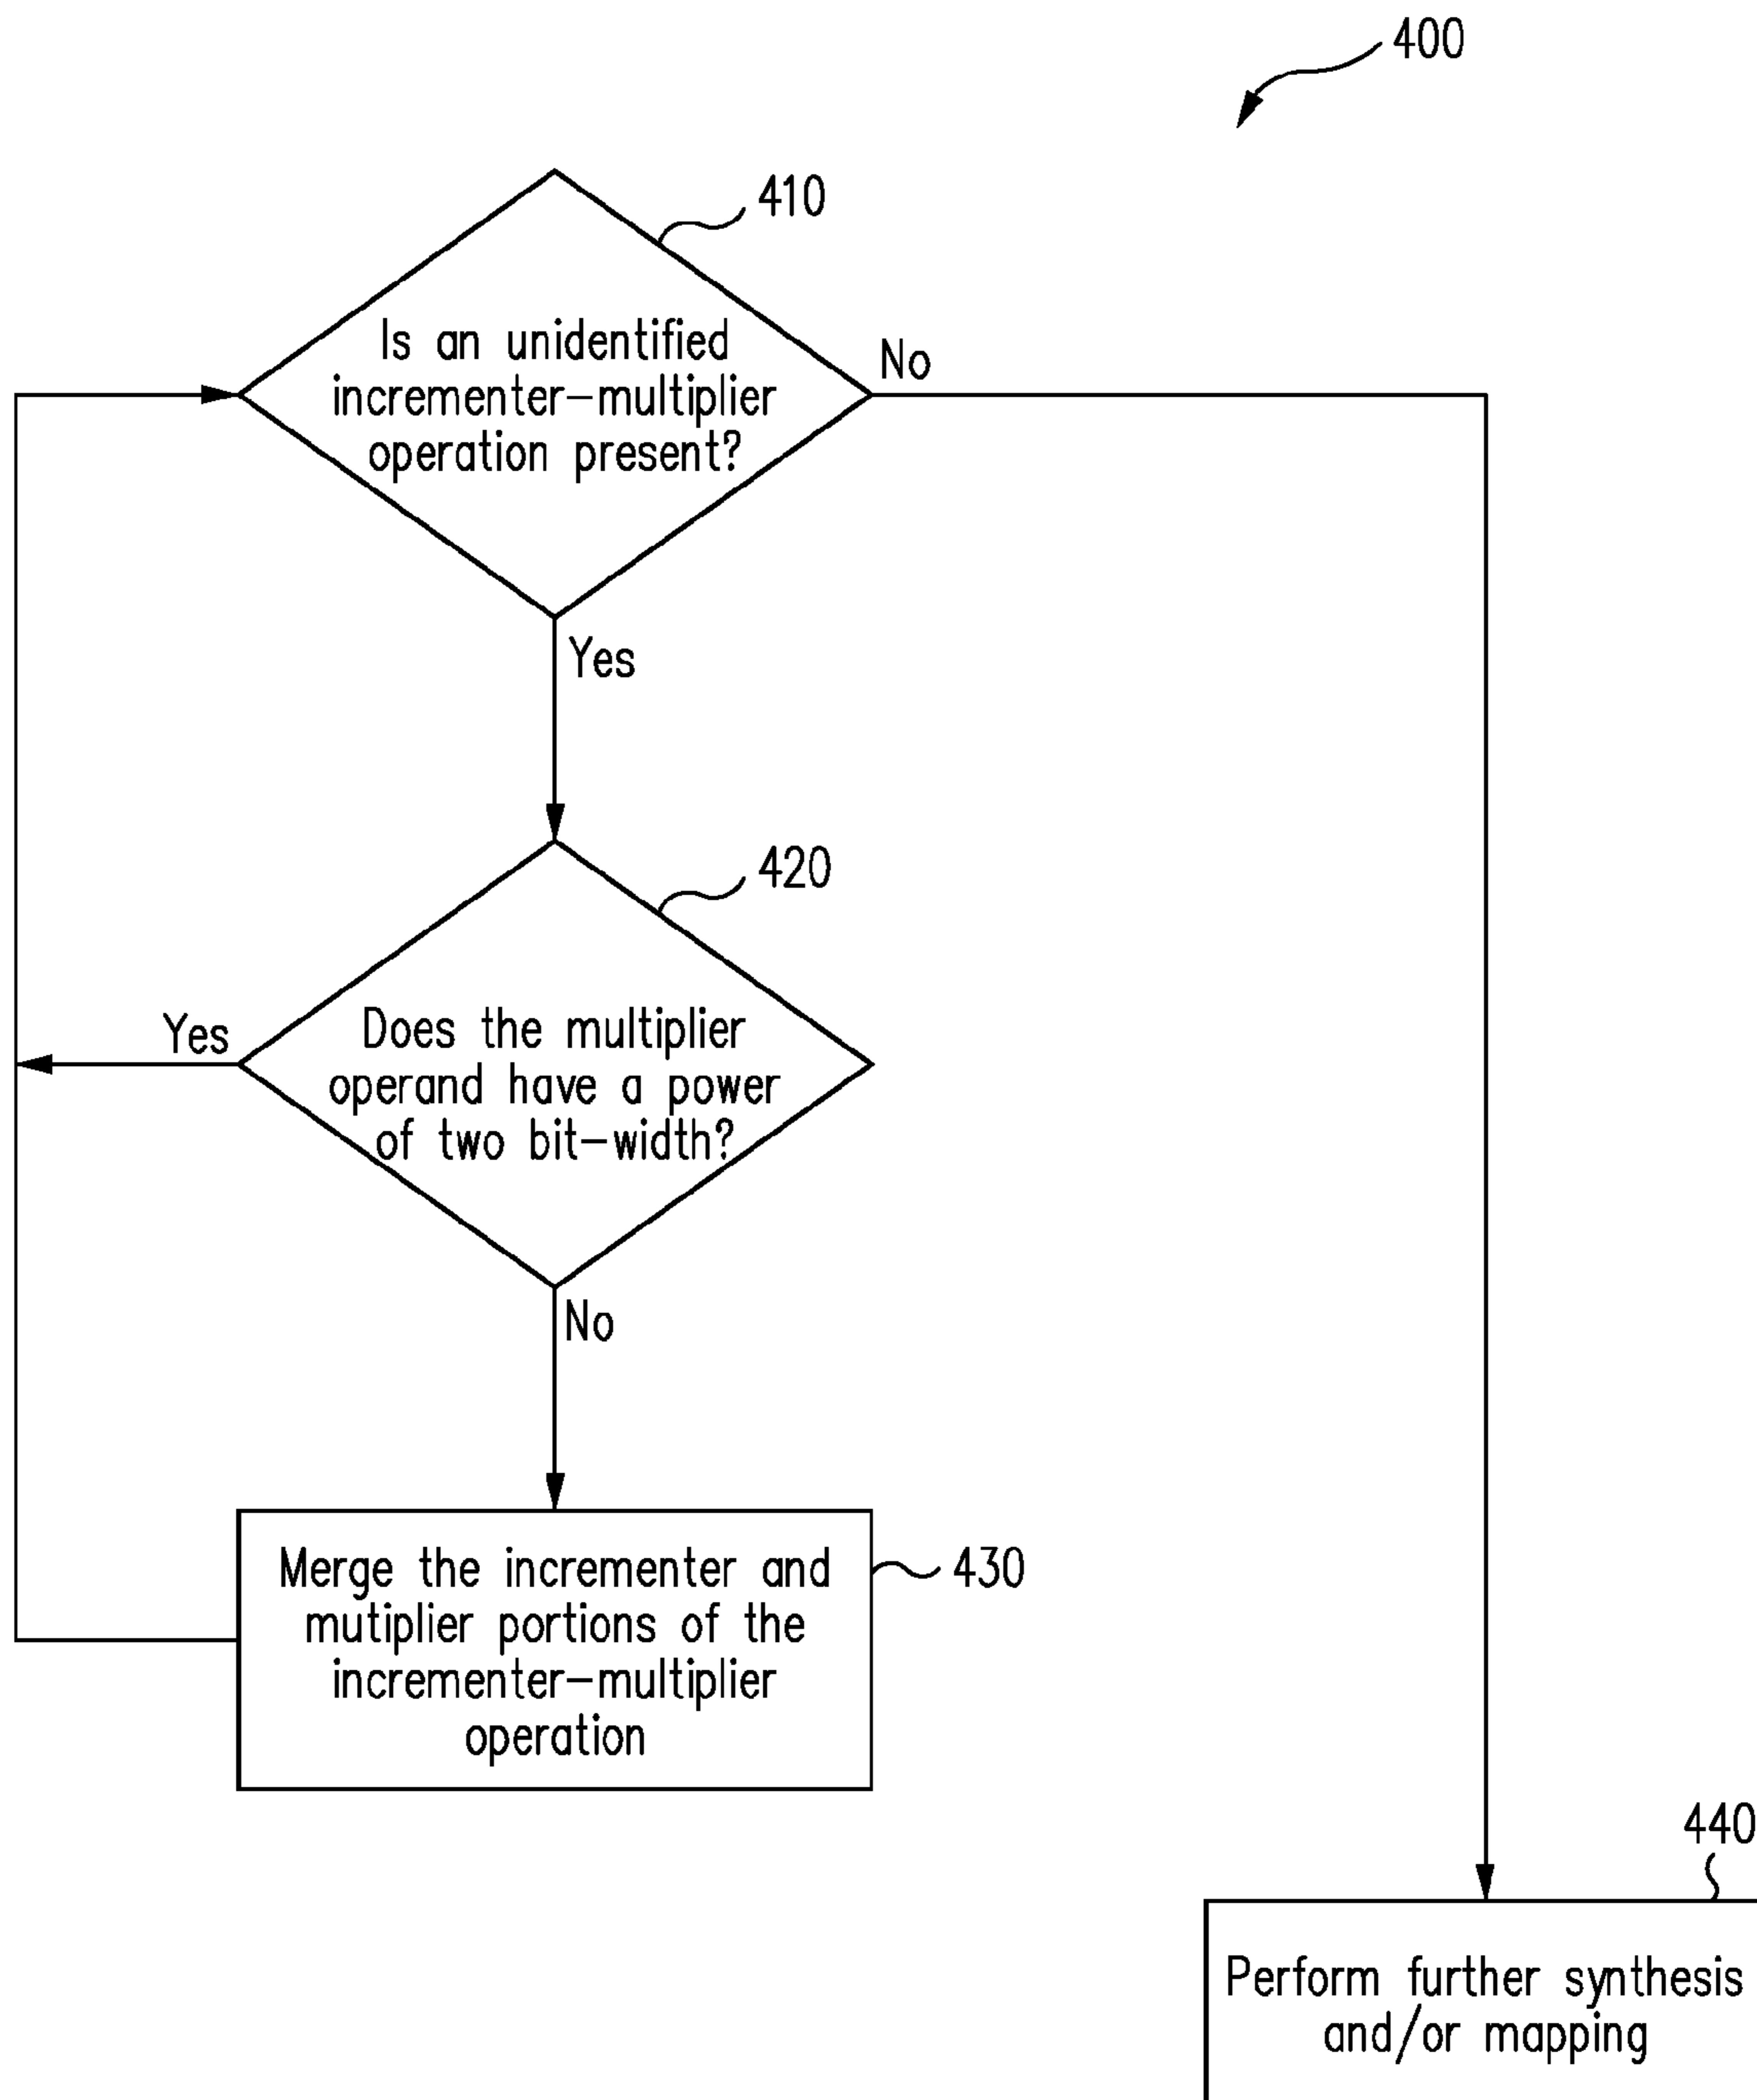 400
410
Is an unidentified
incrementer-multiplier
operation present?
No
Yes
420
Does the multiplier
operand have a power
of two bit-width?
Yes
No
Merge the incrementer and
mutiplier portions of the
incrementer-multiplier
operation
430
440
Perform further synthesis
and/or mapping